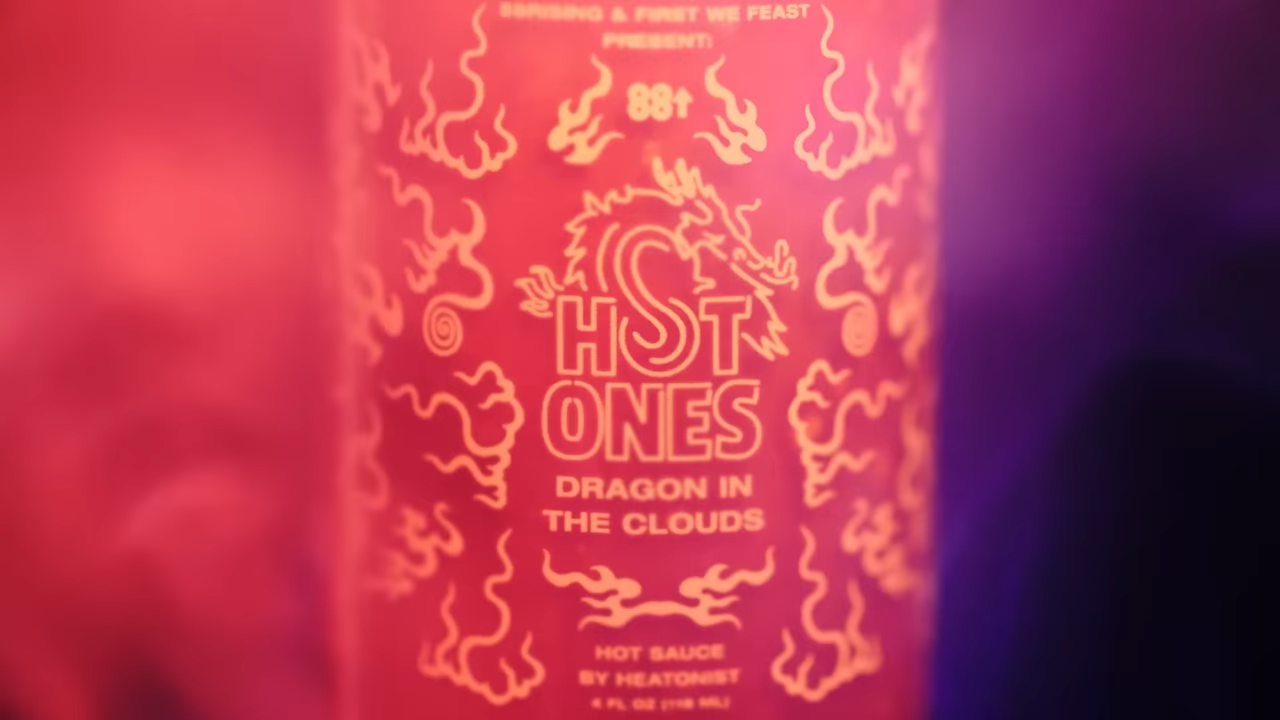 88RISING & FIRST WE FEAST
PRESENT:
88↑
HOT
ONES
DRAGON IN
THE CLOUDS
HOT SAUCE
BY HEATONIST
4 FL OZ (118 ML)